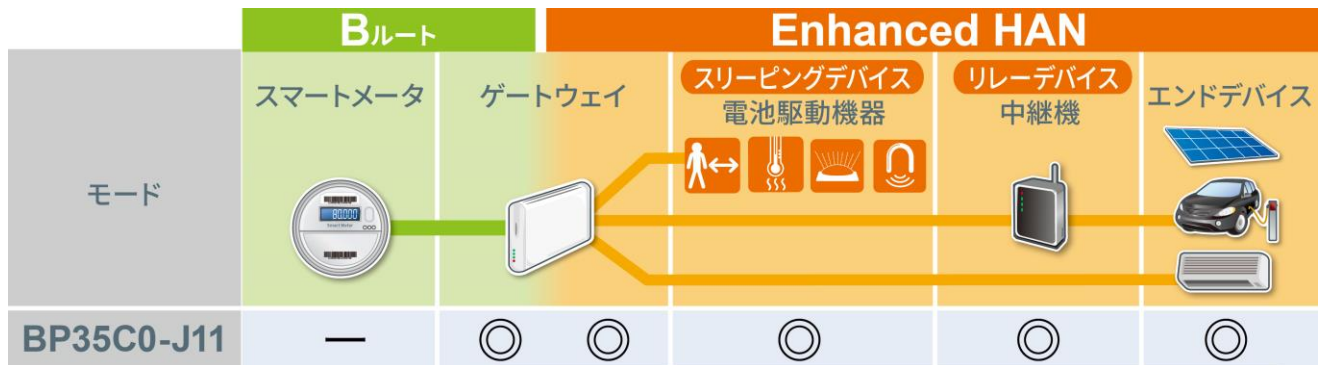 Bルート
Enhanced HAN
モード
スマートメータ
ゲートウェイ
スリーピングデバイス
電池駆動機器
リレーデバイス
中継機
エンドデバイス
80.000
Smart Meter
BP35C0-J11
ー
◎
◎
◎
◎
◎